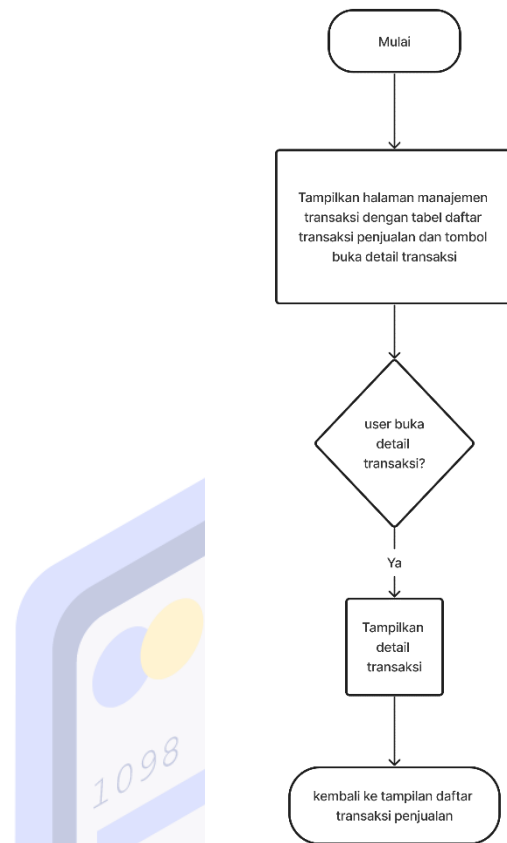 Mulai
Tampilkan halaman manajemen
transaksi dengan tabel daftar
transaksi penjualan dan tombol
buka detail transaksi
user buka
detail
transaksi?
Ya
Tampilkan
detail
transaksi
1098
kembali ke tampilan daftar
transaksi penjualan